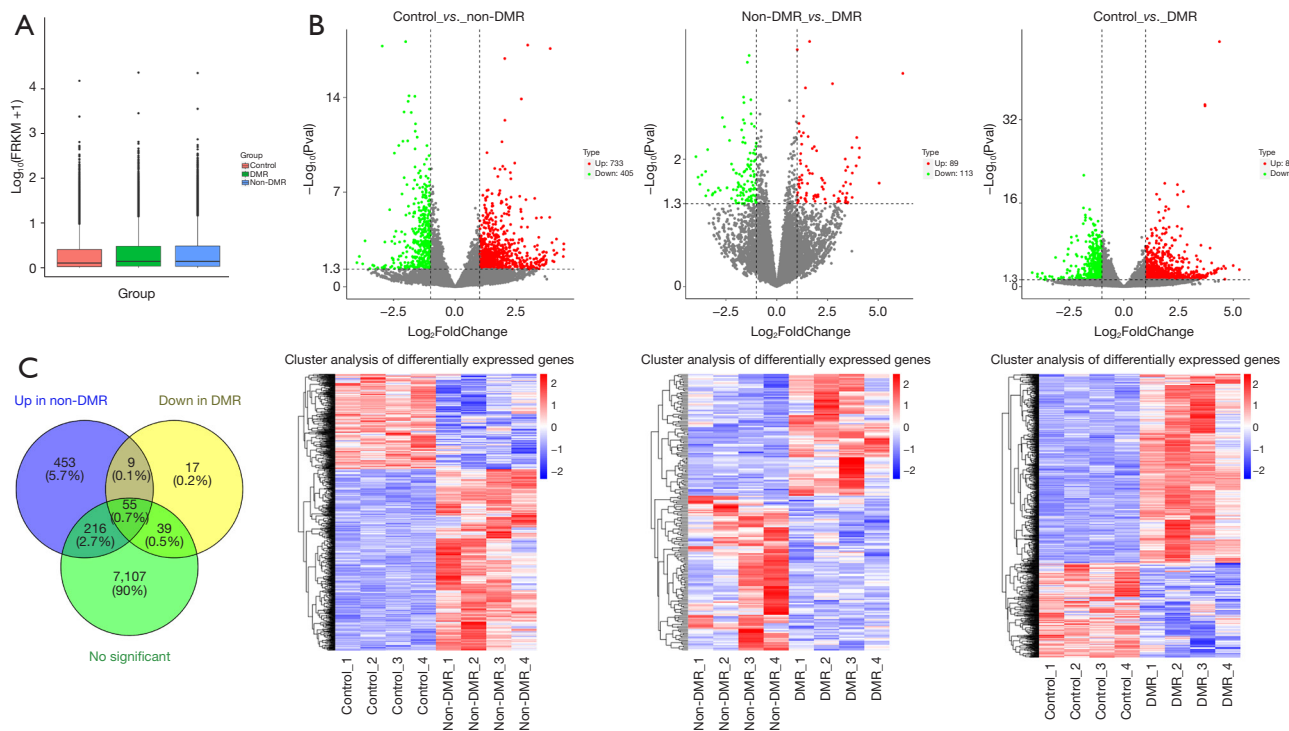 A
Log10(FRKM +1)
4
3
2
1
0
Group
Group
Control
DMR
Non-DMR
B
Control_vs._non-DMR
−Log10(Pval)
14
7
1.3
0
−2.5 0.0 2.5
Log2FoldChange
Type
Up: 733
Down: 405
Non-DMR_vs._DMR
−Log10(Pval)
2
1.3
0
−2.5 0.0 2.5 5.0
Log2FoldChange
Type
Up: 89
Down: 113
Control_vs._DMR
−Log10(Pval)
32
16
1.3
0
−2.5 0.0 2.5 5.0
Log2FoldChange
Type
Up: 8
Down:
C
Up in non-DMR
Down in DMR
453
(5.7%)
9
(0.1%)
17
(0.2%)
55
(0.7%)
216
(2.7%)
39
(0.5%)
7,107
(90%)
No significant
Cluster analysis of differentially expressed genes
2
1
0
−1
−2
Control_1
Control_2
Control_3
Control_4
Non-DMR_1
Non-DMR_2
Non-DMR_3
Non-DMR_4
Cluster analysis of differentially expressed genes
2
1
0
−1
−2
Non-DMR_1
Non-DMR_2
Non-DMR_3
Non-DMR_4
DMR_1
DMR_2
DMR_3
DMR_4
Cluster analysis of differentially expressed genes
2
1
0
−1
−2
Control_1
Control_2
Control_3
Control_4
DMR_1
DMR_2
DMR_3
DMR_4